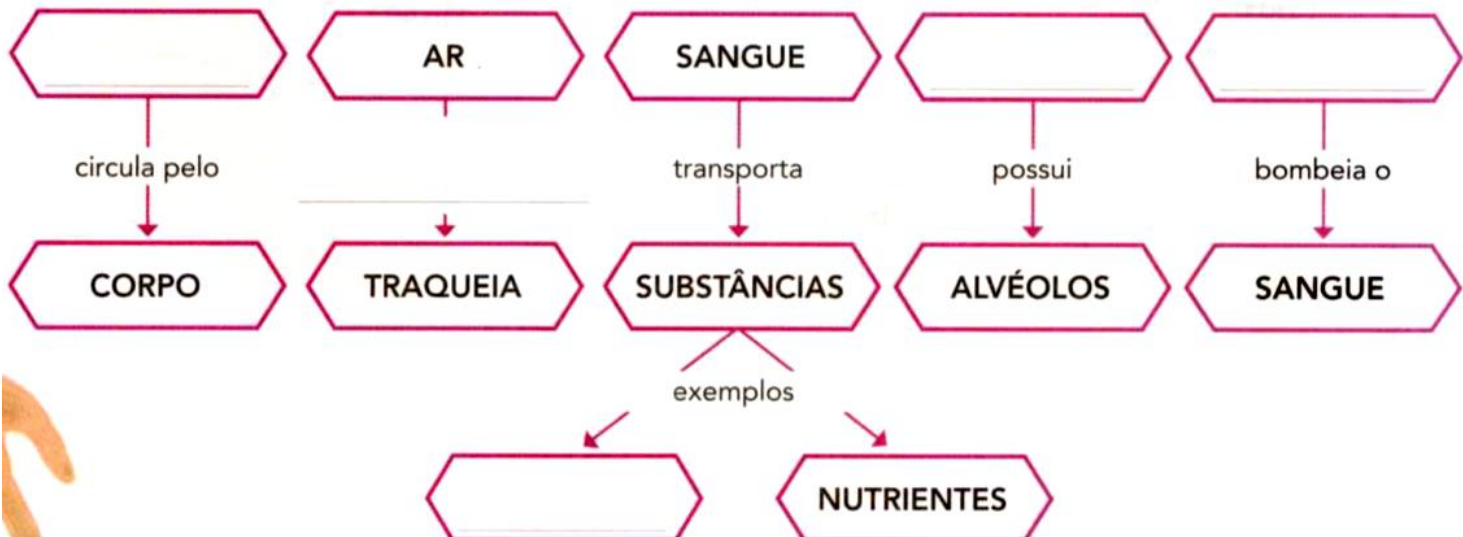 AR
SANGUE
circula pelo
transporta
possui
bombeia o
CORPO
TRAQUEIA
SUBSTÂNCIAS
ALVÉOLOS
SANGUE
exemplos
NUTRIENTES